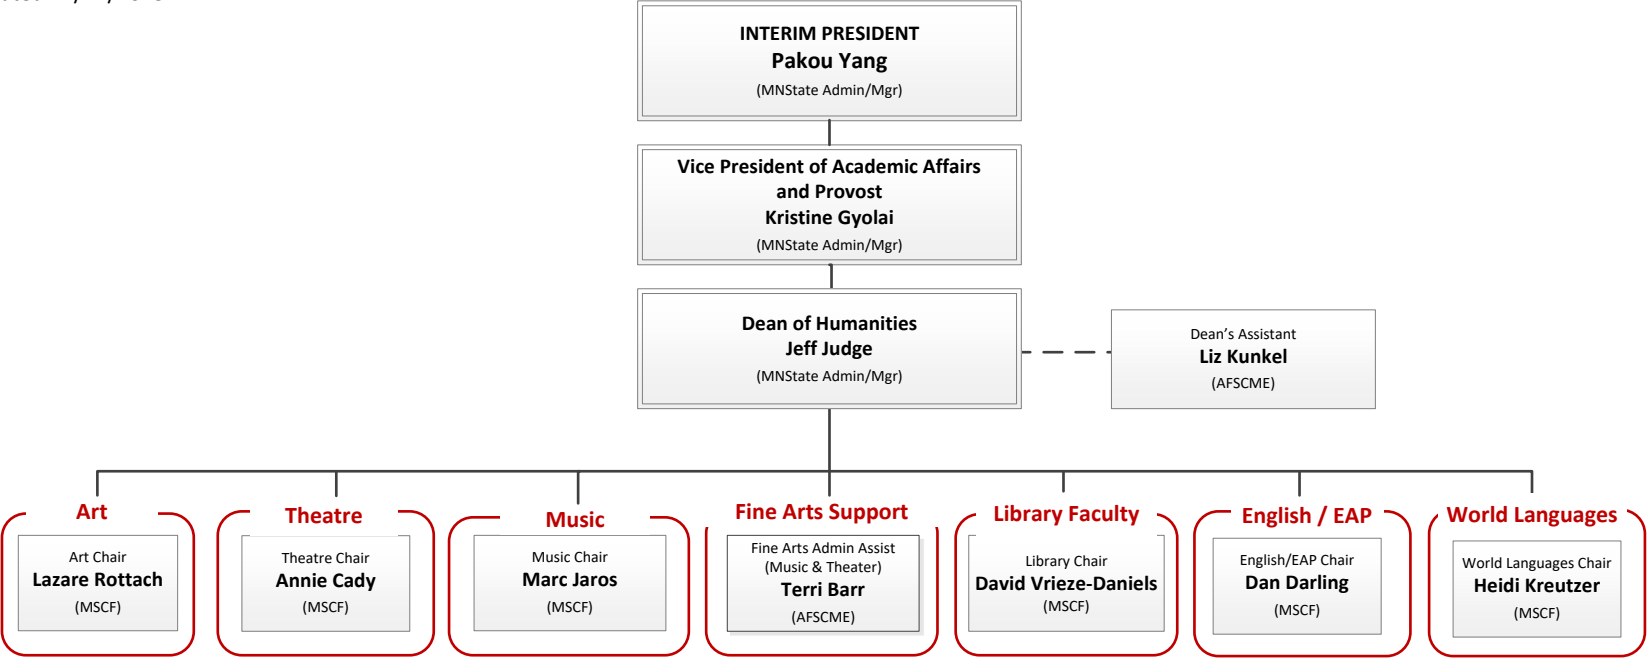 INTERIM PRESIDENT
Pakou Yang
(MNState Admin/Mgr)
Vice President of Academic Affairs
and Provost
Kristine Gyolai
(MNState Admin/Mgr)
Dean of Humanities
Jeff Judge
(MNState Admin/Mgr)
Dean’s Assistant
Liz Kunkel
(AFSCME)
Art
Art Chair
Lazare Rottach
(MSCF)
Theatre
Theatre Chair
Annie Cady
(MSCF)
Music
Music Chair
Marc Jaros
(MSCF)
Fine Arts Support
Fine Arts Admin Assist
(Music & Theater)
Terri Barr
(AFSCME)
Library Faculty
Library Chair
David Vrieze-Daniels
(MSCF)
English / EAP
English/EAP Chair
Dan Darling
(MSCF)
World Languages
World Languages Chair
Heidi Kreutzer
(MSCF)